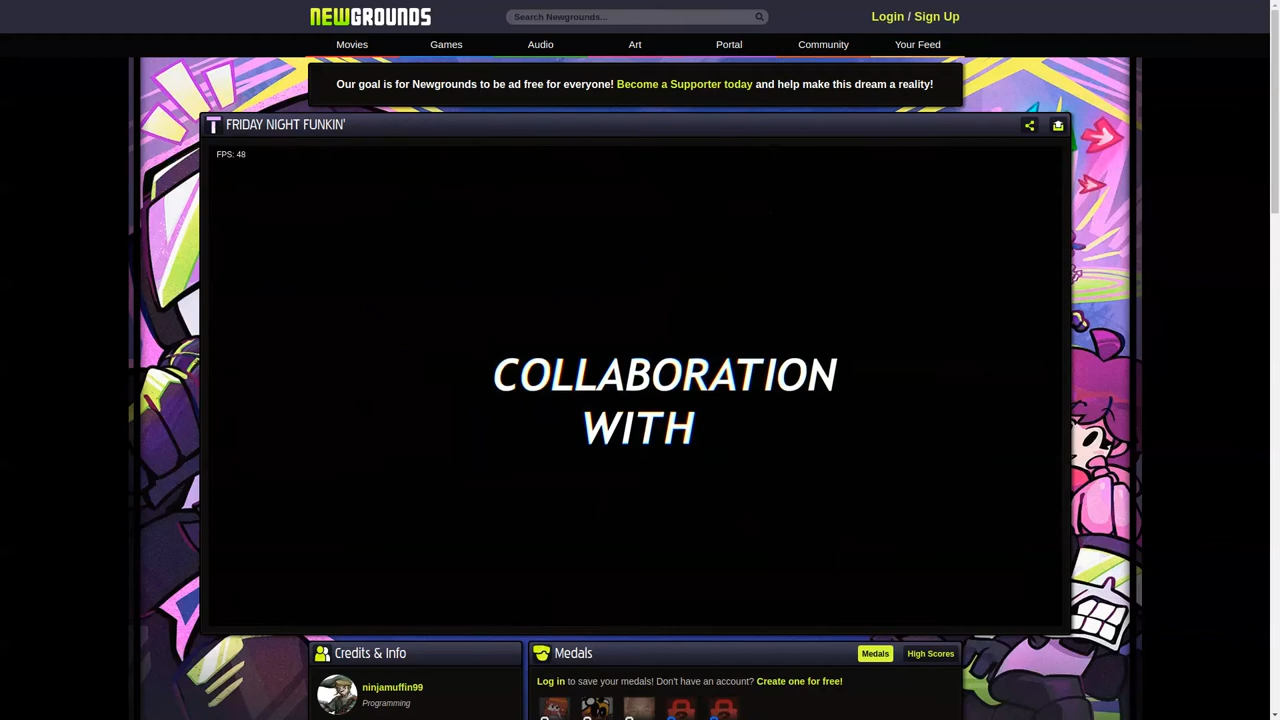 NEWGROUNDS
Search Newgrounds...
Login / Sign Up
Movies
Games
Audio
Art
Portal
Community
Your Feed
Our goal is for Newgrounds to be ad free for everyone! Become a Supporter today and help make this dream a reality!
T FRIDAY NIGHT FUNKIN'
FPS: 48
COLLABORATION
WITH
Credits & Info
Medals
Medals
High Scores
Log in to save your medals! Don't have an account? Create one for free!
ninjamuffin99
Programming